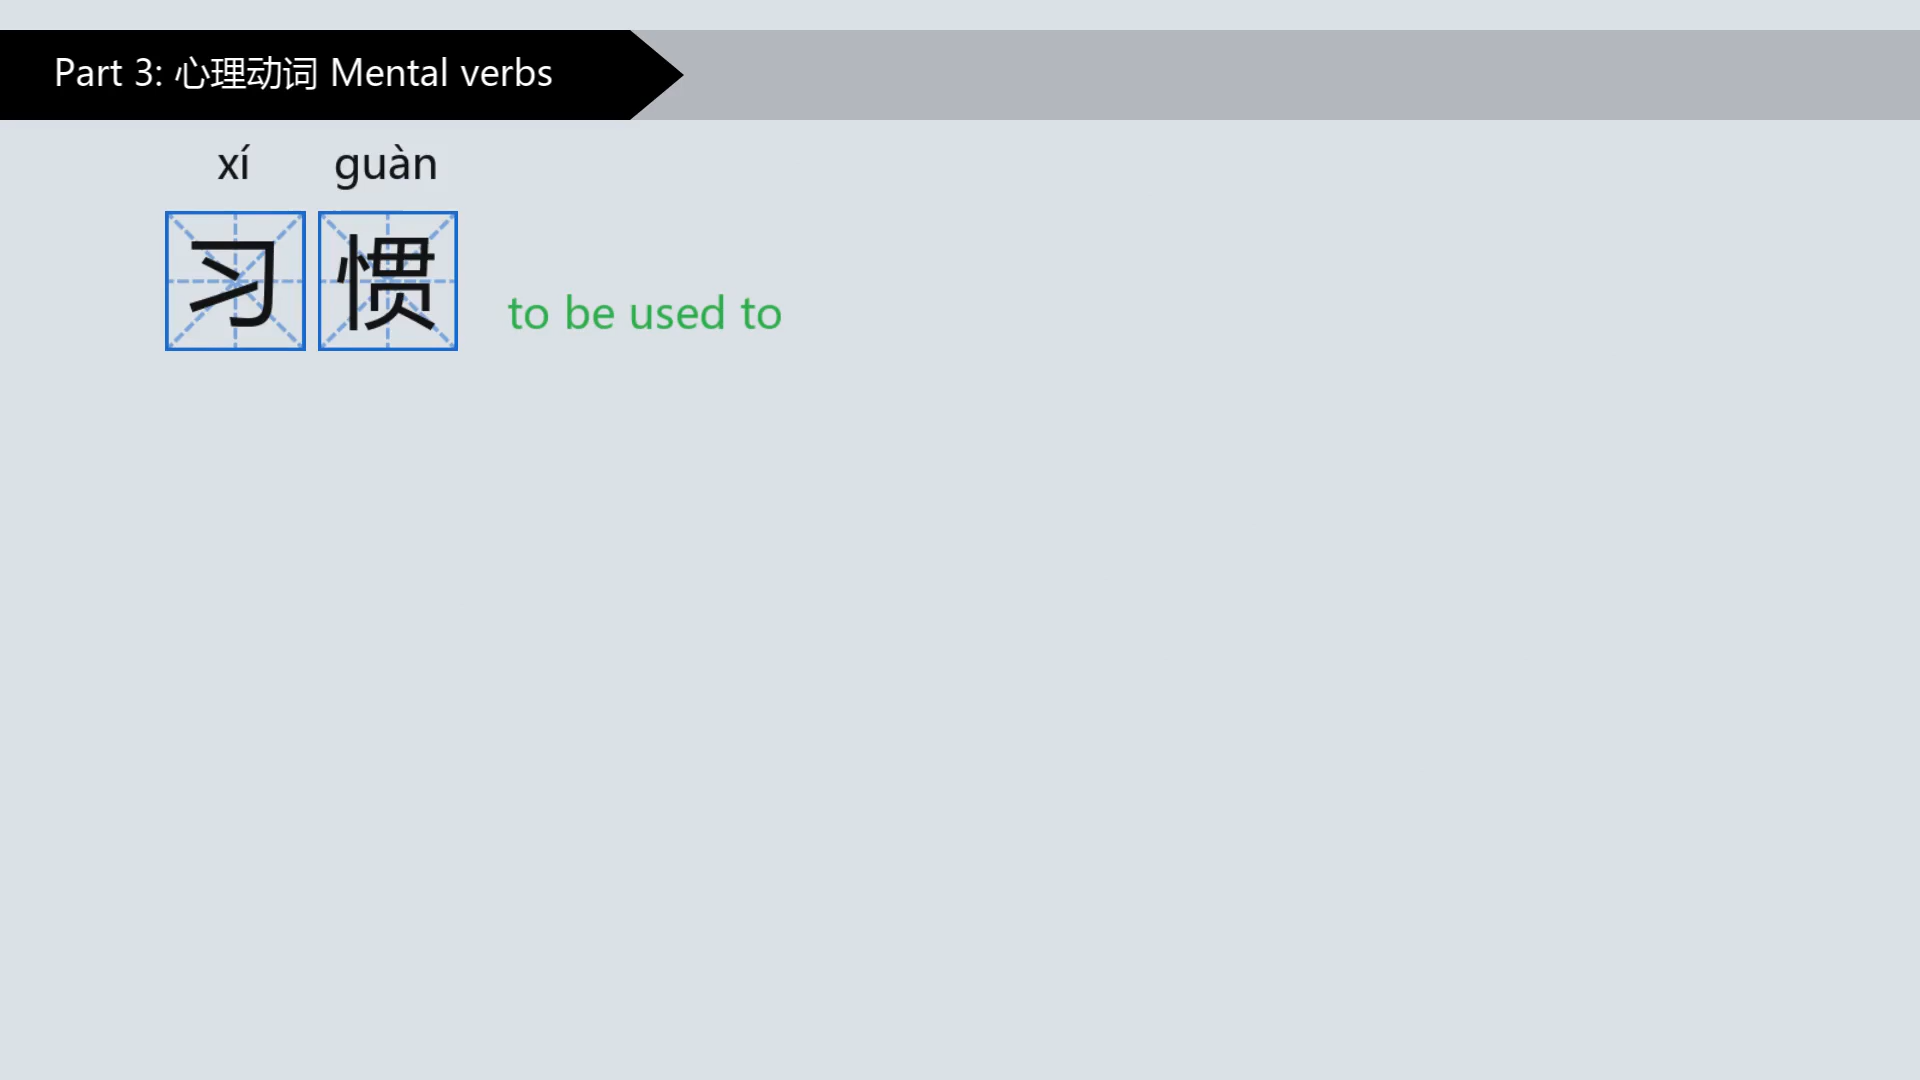 Part 3: 心理动词 Mental verbs
xí guàn
习惯 to be used to